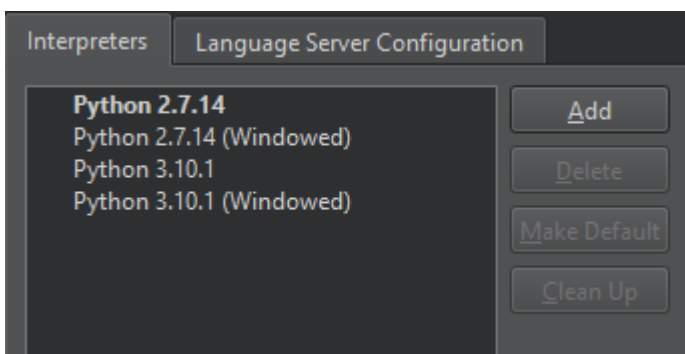 Interpreters
Language Server Configuration
Python 2.7.14
Python 2.7.14 (Windowed)
Python 3.10.1
Python 3.10.1 (Windowed)
Add
Delete
Make Default
Clean Up